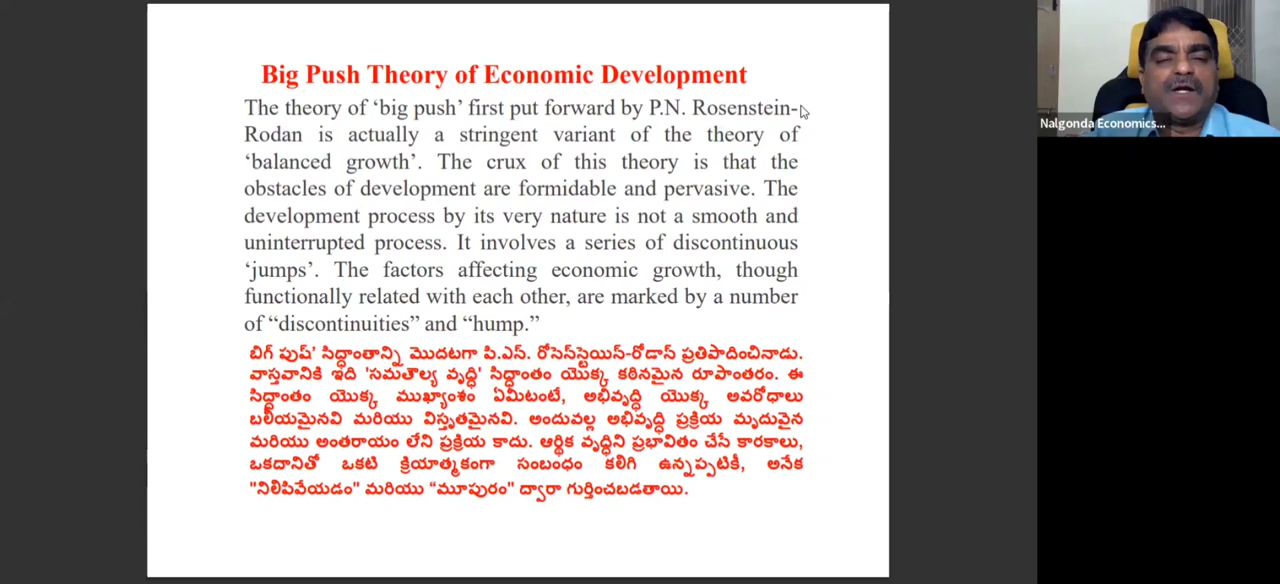 Big Push Theory of Economic Development
The theory of ‘big push’ first put forward by P.N. Rosenstein-
Rodan is actually a stringent variant of the theory of
‘balanced growth’. The crux of this theory is that the
obstacles of development are formidable and pervasive. The
development process by its very nature is not a smooth and
uninterrupted process. It involves a series of discontinuous
‘jumps’. The factors affecting economic growth, though
functionally related with each other, are marked by a number
of “discontinuities” and “hump.”
బిగ్ పుష్' సిద్ధాంతాన్ని మొదటగా పి.ఎస్. రోసెస్స్టెయిస్-రోడాస్ ప్రతిపాదించినాడు.
వాస్తవానికి ఇది 'సమతౌల్య వృద్ధి' సిద్ధాంతం యొక్క కఠినమైన రూపాంతరం. ఈ
సిద్ధాంతం యొక్క ముఖ్యాంశం ఏమిటంటే, అభివృద్ధి యొక్క అవరోధాలు
బలీయమైనవి మరియు విస్తృతమైనవి. అందువల్ల అభివృద్ధి ప్రక్రియ మృదువైన
మరియు అంతరాయం లేని ప్రక్రియ కాదు. ఆర్థిక వృద్ధిని ప్రభావితం చేసే కారకాలు,
ఒకదానితో ఒకటి క్రియాత్మకంగా సంబంధం కలిగి ఉన్నప్పటికీ, అనేక
"నిలిపివేయడం" మరియు “మూపురం" ద్వారా గుర్తించబడతాయి.
Nalgonda Economics...